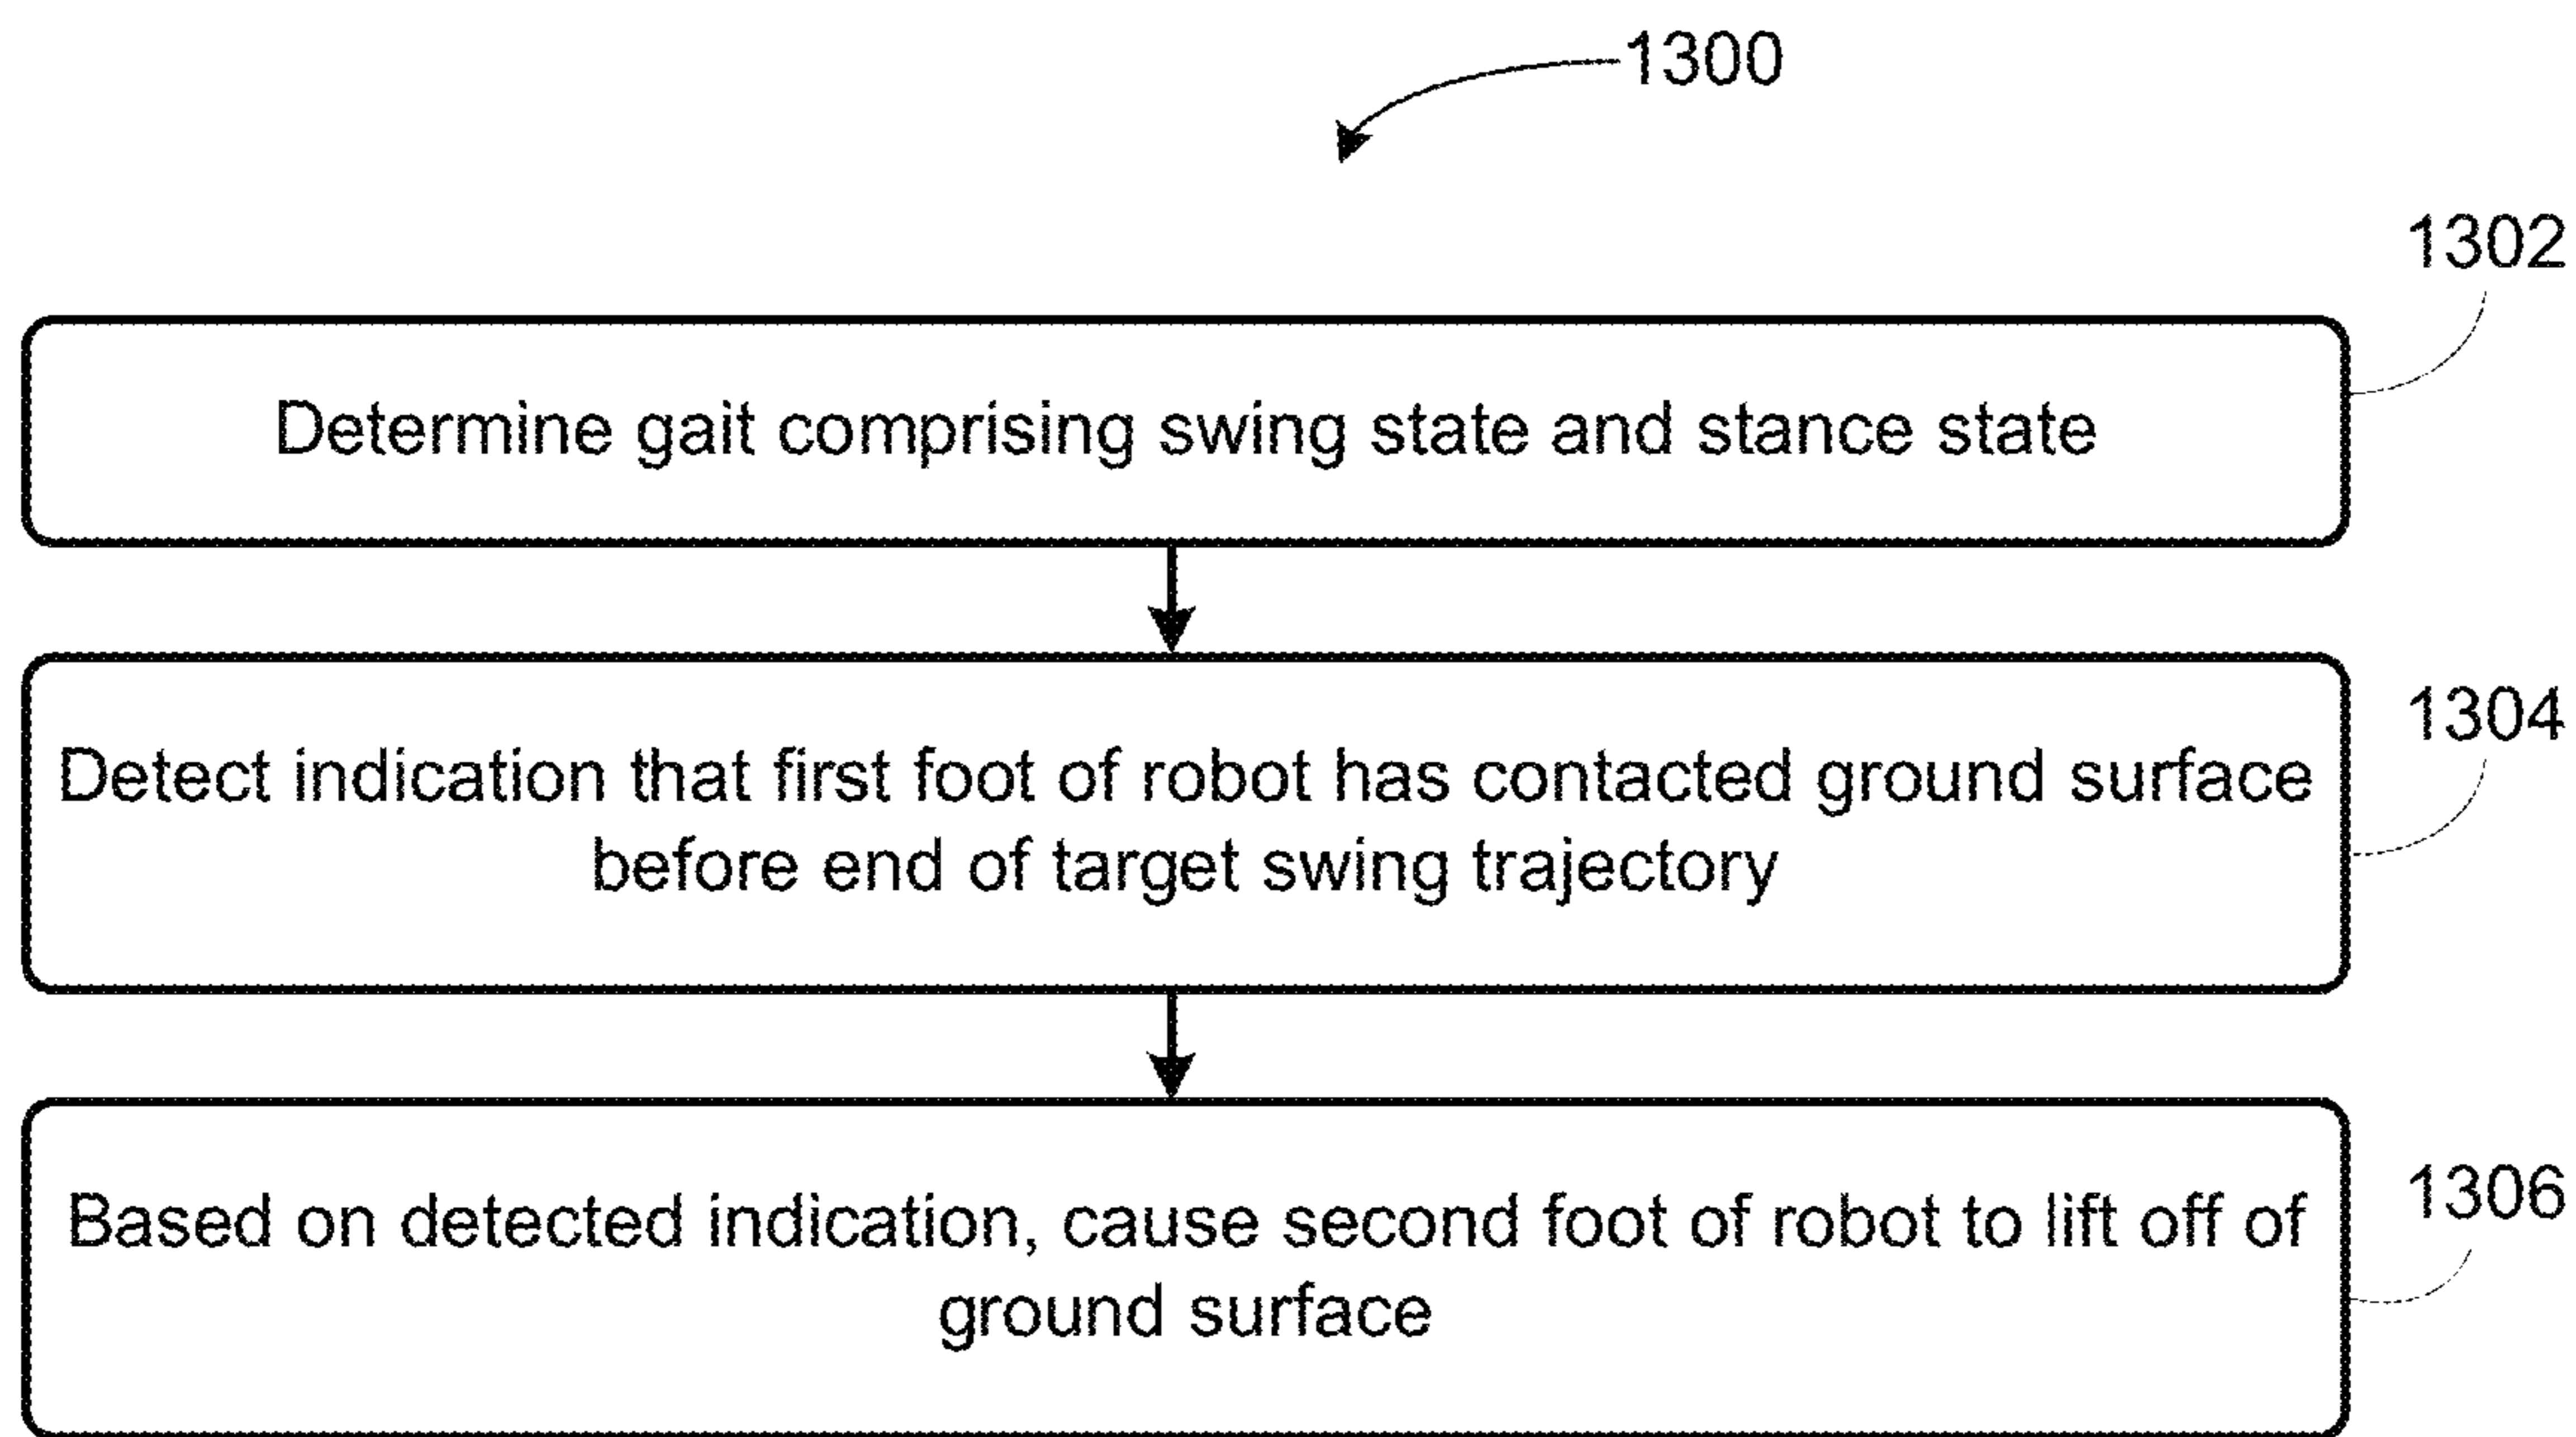 1300
1302
Determine gait comprising swing state and stance state
1304
Detect indication that first foot of robot has contacted ground surface
before end of target swing trajectory
1306
Based on detected indication, cause second foot of robot to lift off of
ground surface